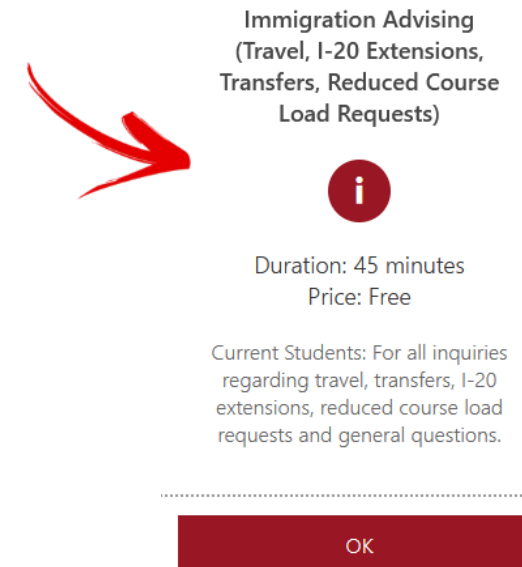 Immigration Advising
(Travel, I-20 Extensions,
Transfers, Reduced Course
Load Requests)
i
Duration: 45 minutes
Price: Free
Current Students: For all inquiries
regarding travel, transfers, I-20
extensions, reduced course load
requests and general questions.
OK